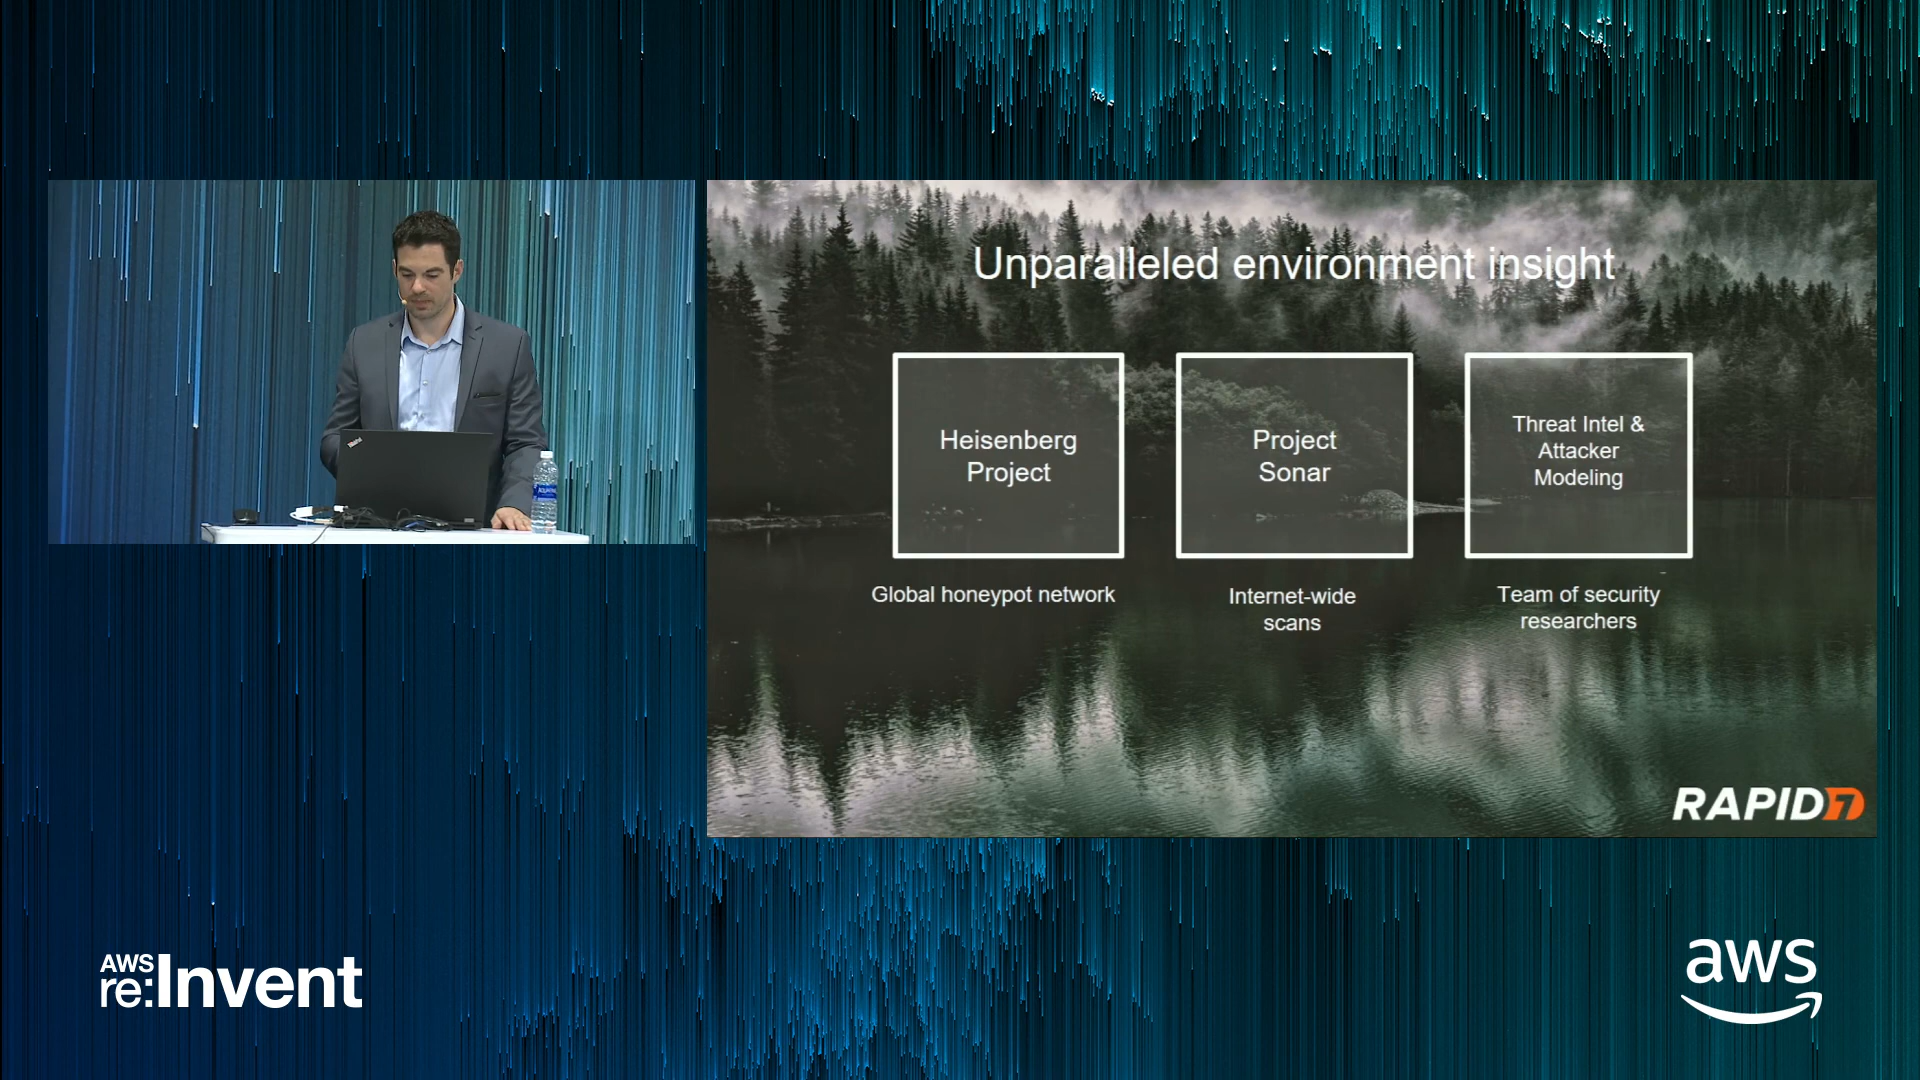 Unparalleled environment insight
Heisenberg
Project
Project
Sonar
Threat Intel &
Attacker
Modeling
Global honeypot network
Internet-wide
scans
Team of security
researchers
RAPID7
AWS
re:Invent
aws